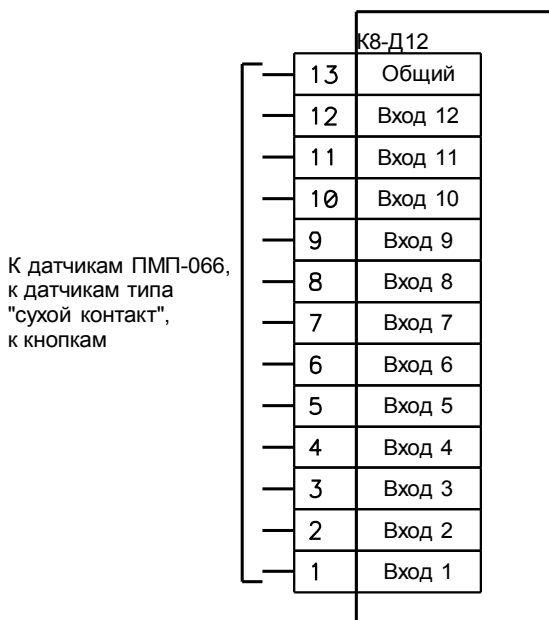 К8-Д12
13 Общий
12 Вход 12
11 Вход 11
10 Вход 10
9 Вход 9
8 Вход 8
7 Вход 7
6 Вход 6
5 Вход 5
4 Вход 4
3 Вход 3
2 Вход 2
1 Вход 1
К датчикам ПМП-066,
к датчикам типа
"сухой контакт",
к кнопкам